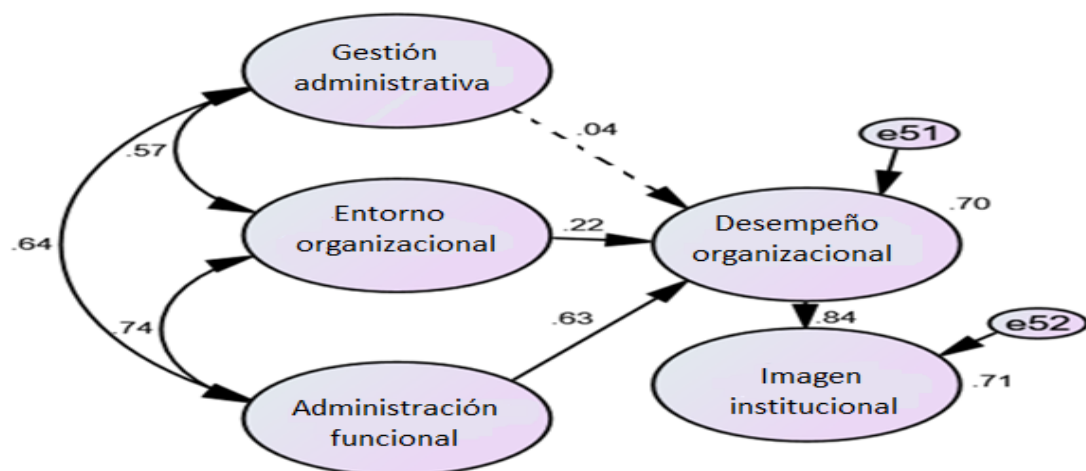 Gestión
administrativa
.04
e51
.57
Entorno
organizacional
.22
Desempeño
organizacional
.70
.64
.74
.63
.84
e52
Imagen
institucional
.71
Administración
funcional